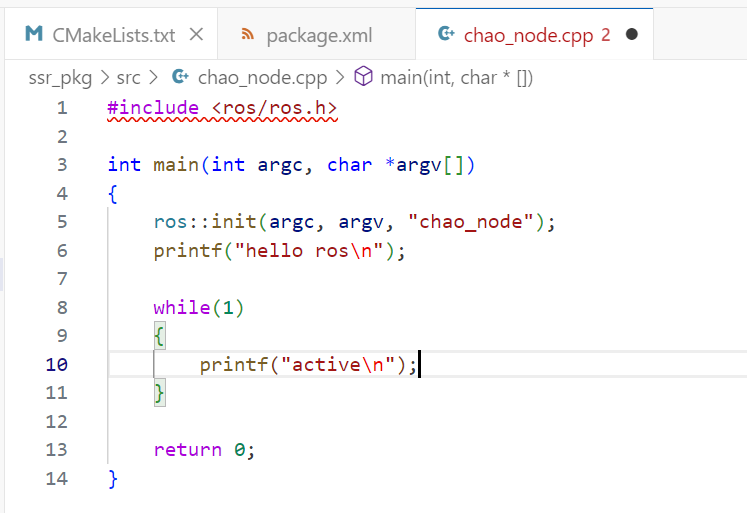 CMakeLists.txt package.xml chao_node.cpp 2
ssr_pkg > src > chao_node.cpp > main(int, char * [])
1 #include <ros/ros.h>
2
3 int main(int argc, char *argv[])
4 {
5     ros::init(argc, argv, "chao_node");
6     printf("hello ros\n");
7
8     while(1)
9     {
10         printf("active\n");
11     }
12
13     return 0;
14 }